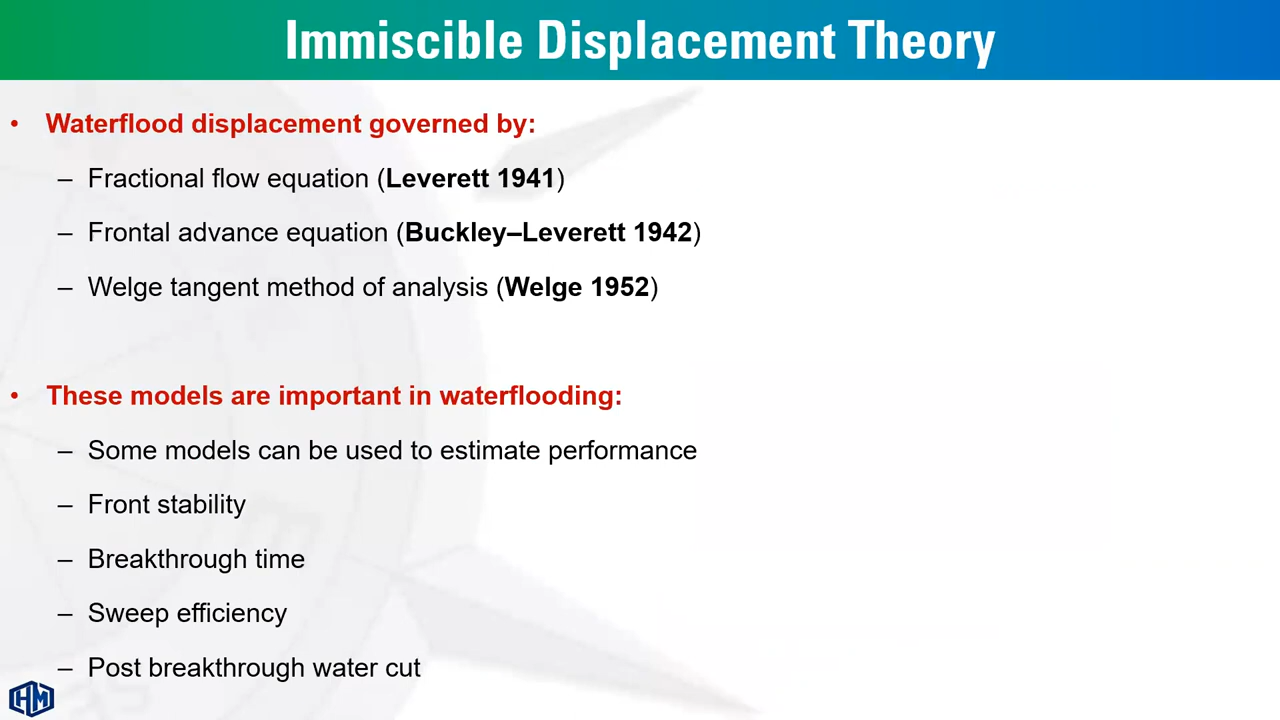 Immiscible Displacement Theory
• Waterflood displacement governed by:
– Fractional flow equation (Leverett 1941)
– Frontal advance equation (Buckley–Leverett 1942)
– Welge tangent method of analysis (Welge 1952)
• These models are important in waterflooding:
– Some models can be used to estimate performance
– Front stability
– Breakthrough time
– Sweep efficiency
– Post breakthrough water cut
HM